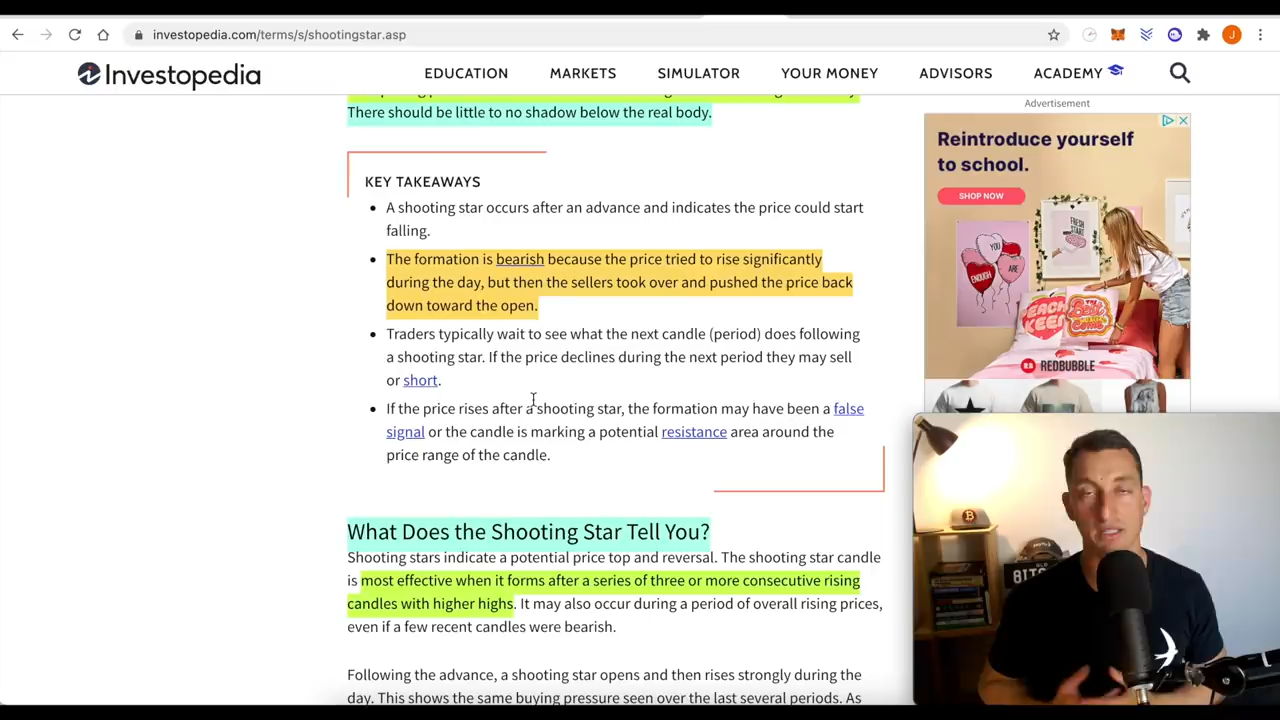 investopedia.com/terms/s/shootingstar.asp
J
Investopedia
EDUCATION
MARKETS
SIMULATOR
YOUR MONEY
ADVISORS
ACADEMY
There should be little to no shadow below the real body.
KEY TAKEAWAYS
• A shooting star occurs after an advance and indicates the price could start
falling.
• The formation is bearish because the price tried to rise significantly
during the day, but then the sellers took over and pushed the price back
down toward the open.
• Traders typically wait to see what the next candle (period) does following
a shooting star. If the price declines during the next period they may sell
or short.
• If the price rises after a shooting star, the formation may have been a false
signal or the candle is marking a potential resistance area around the
price range of the candle.
What Does the Shooting Star Tell You?
Shooting stars indicate a potential price top and reversal. The shooting star candle
is most effective when it forms after a series of three or more consecutive rising
candles with higher highs. It may also occur during a period of overall rising prices,
even if a few recent candles were bearish.
Following the advance, a shooting star opens and then rises strongly during the
day. This shows the same buying pressure seen over the last several periods. As
Advertisement
Reintroduce yourself
to school.
SHOP NOW
FRESH
START
YOU
ARE
ENOUGH
PEACH
KEEN
REDBUBBLE